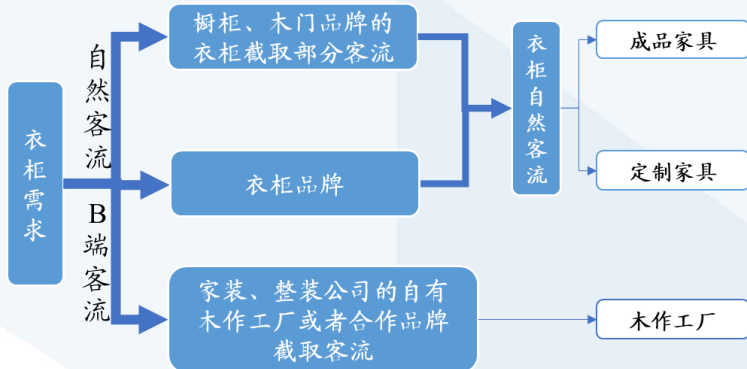 衣柜需求
自然客流
B端客流
橱柜、木门品牌的
衣柜截取部分客流
衣柜品牌
家装、整装公司的自有
木作工厂或者合作品牌
截取客流
衣柜自然客流
成品家具
定制家具
木作工厂